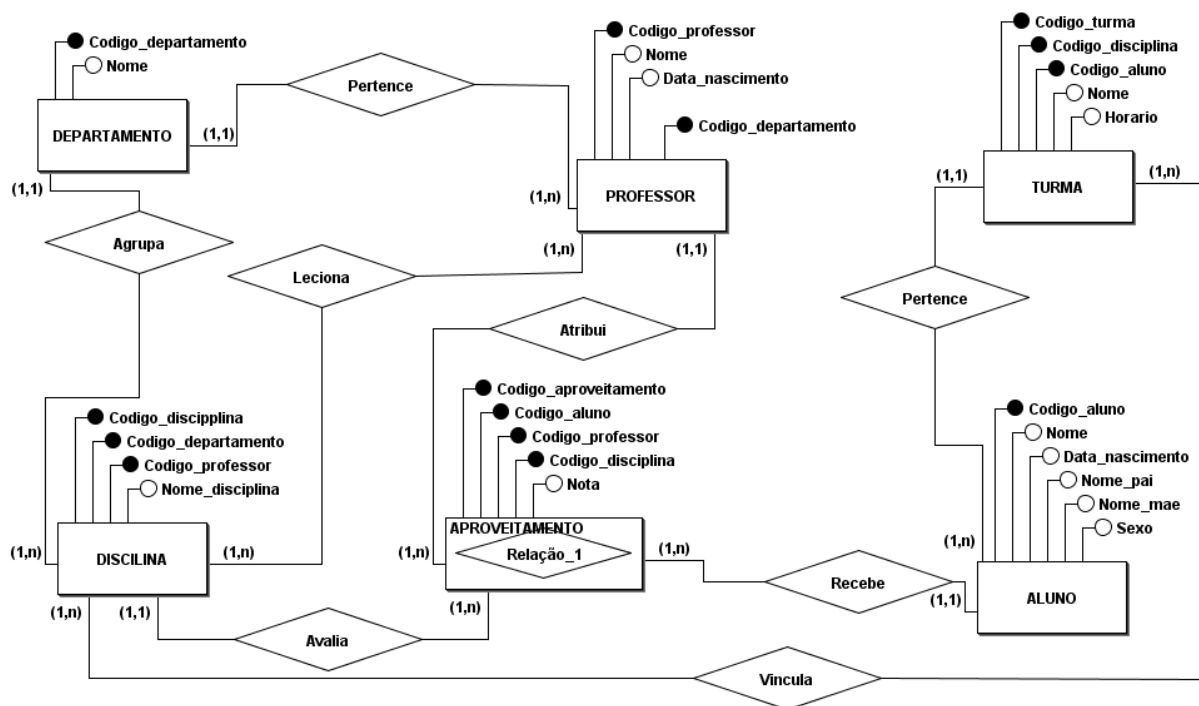 Codigo_departamento
Nome
DEPARTAMENTO
(1,1)
(1,1)
Pertence
Codigo_professor
Nome
Data_nascimento
Codigo_departamento
PROFESSOR
(1,n)
(1,n)
(1,1)
Codigo_turma
Codigo_disciplina
Codigo_aluno
Nome
Horario
TURMA
(1,1)
(1,n)
Agrupa
Leciona
Atribui
Pertence
Codigo_discipplina
Codigo_departamento
Codigo_professor
Nome_disciplina
DISCILINA
(1,n)
(1,n)
(1,n)
(1,1)
Codigo_aproveitamento
Codigo_aluno
Codigo_professor
Codigo_disciplina
Nota
APROVEITAMENTO
Relação_1
(1,n)
(1,n)
(1,n)
Codigo_aluno
Nome
Data_nascimento
Nome_pai
Nome_mae
Sexo
ALUNO
(1,n)
(1,1)
Recebe
Avalia
Vincula